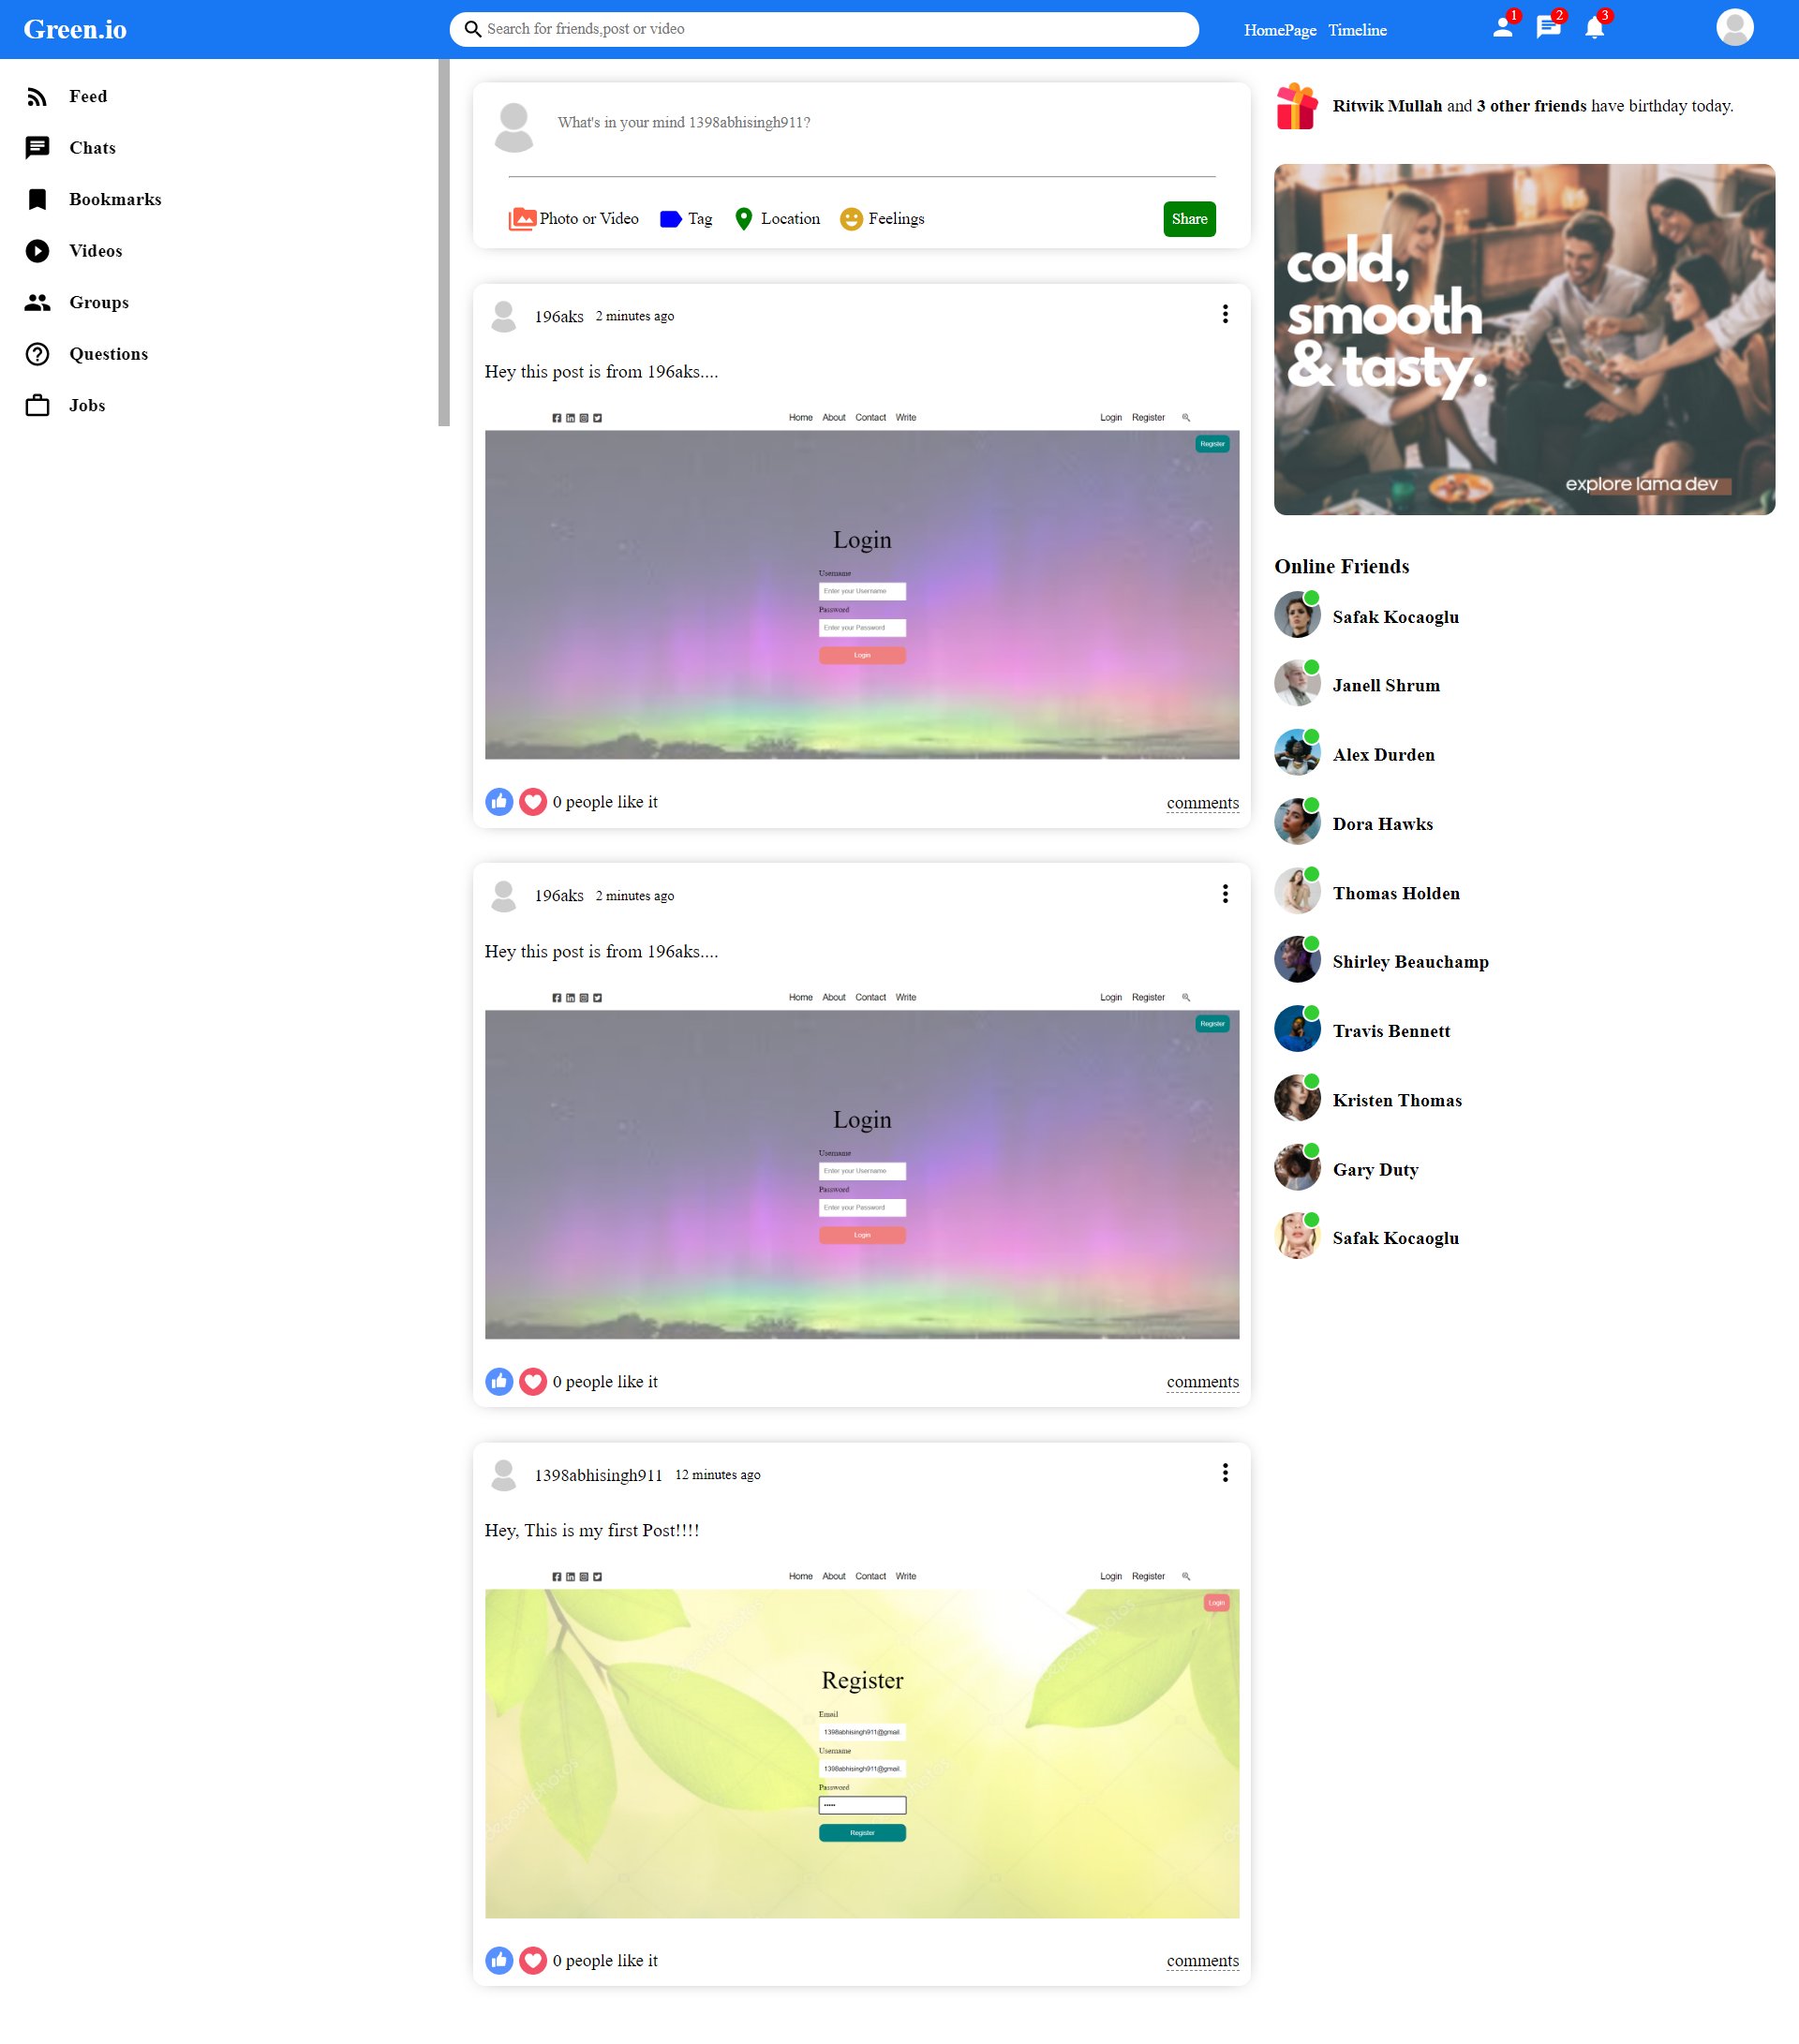 Green.io
Search for friends,post or video
HomePage Timeline
1 2 3
Feed
Chats
Bookmarks
Videos
Groups
Questions
Jobs
What's in your mind 1398abhisingh911?
Photo or Video Tag Location Feelings Share
196aks 2 minutes ago
Hey this post is from 196aks....
Home About Contact Write Login Register
Register
Login
Username
Enter your Username
Password
Enter your Password
Login
0 people like it comments
196aks 2 minutes ago
Hey this post is from 196aks....
Home About Contact Write Login Register
Register
Login
Username
Enter your Username
Password
Enter your Password
Login
0 people like it comments
1398abhisingh911 12 minutes ago
Hey, This is my first Post!!!!
Home About Contact Write Login Register
Login
depositphotos
depositphotos
Register
Email
1398abhisingh911@gmail.
Username
1398abhisingh911@gmail.
Password
•••••
Register
depositphotos
depositphotos
0 people like it comments
Ritwik Mullah and 3 other friends have birthday today.
cold,
smooth
& tasty.
explore lama dev
Online Friends
Safak Kocaoglu
Janell Shrum
Alex Durden
Dora Hawks
Thomas Holden
Shirley Beauchamp
Travis Bennett
Kristen Thomas
Gary Duty
Safak Kocaoglu